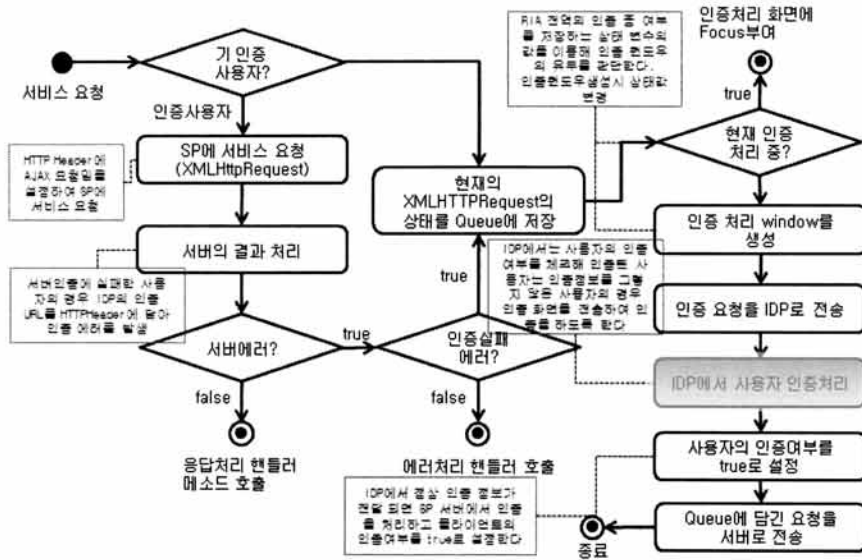 RIA 전역의 인증 중 여부
를 저장하는 상태 변수의
값을 이용해 인증 윈도우
의 유무를 판단한다.
인증윈도우생성시 상태값
변경
인증처리 화면에
Focus부여
기 인증
사용자?
서비스 요청
인증사용자
true
현재 인증
처리 중?
HTTP Header에
AJAX 요청임을
설정하여 SP에
서비스 요청
SP에 서비스 요청
(XMLHttpRequest)
현재의
XMLHTTPRequest의
상태를 Queue에 저장
인증 처리 window를
생성
서버의 결과 처리
서버인증에 실패한 사용
자의 경우 IDP의 인증
URL를 HTTPHeader에 담아
인증 에러를 발생
true
IDP에서는 사용자의 인증
여부를 체크해 인증된 사
용자는 인증정보를 그렇
지 않은 사용자의 경우
인증 화면을 전송하여 인
증을 하도록 한다
인증 요청을 IDP로 전송
서버에러?
true
인증실패
에러?
IDP에서 사용자 인증처리
false
false
응답처리 핸들러
메소드 호출
에러처리 핸들러 호출
사용자의 인증여부를
true로 설정
IDP에서 정상 인증 정보가
전달 되면 SP 서버에서 인증
을 처리하고 클라이언트의
인증여부를 true로 설정한다
종료
Queue에 담긴 요청을
서버로 전송